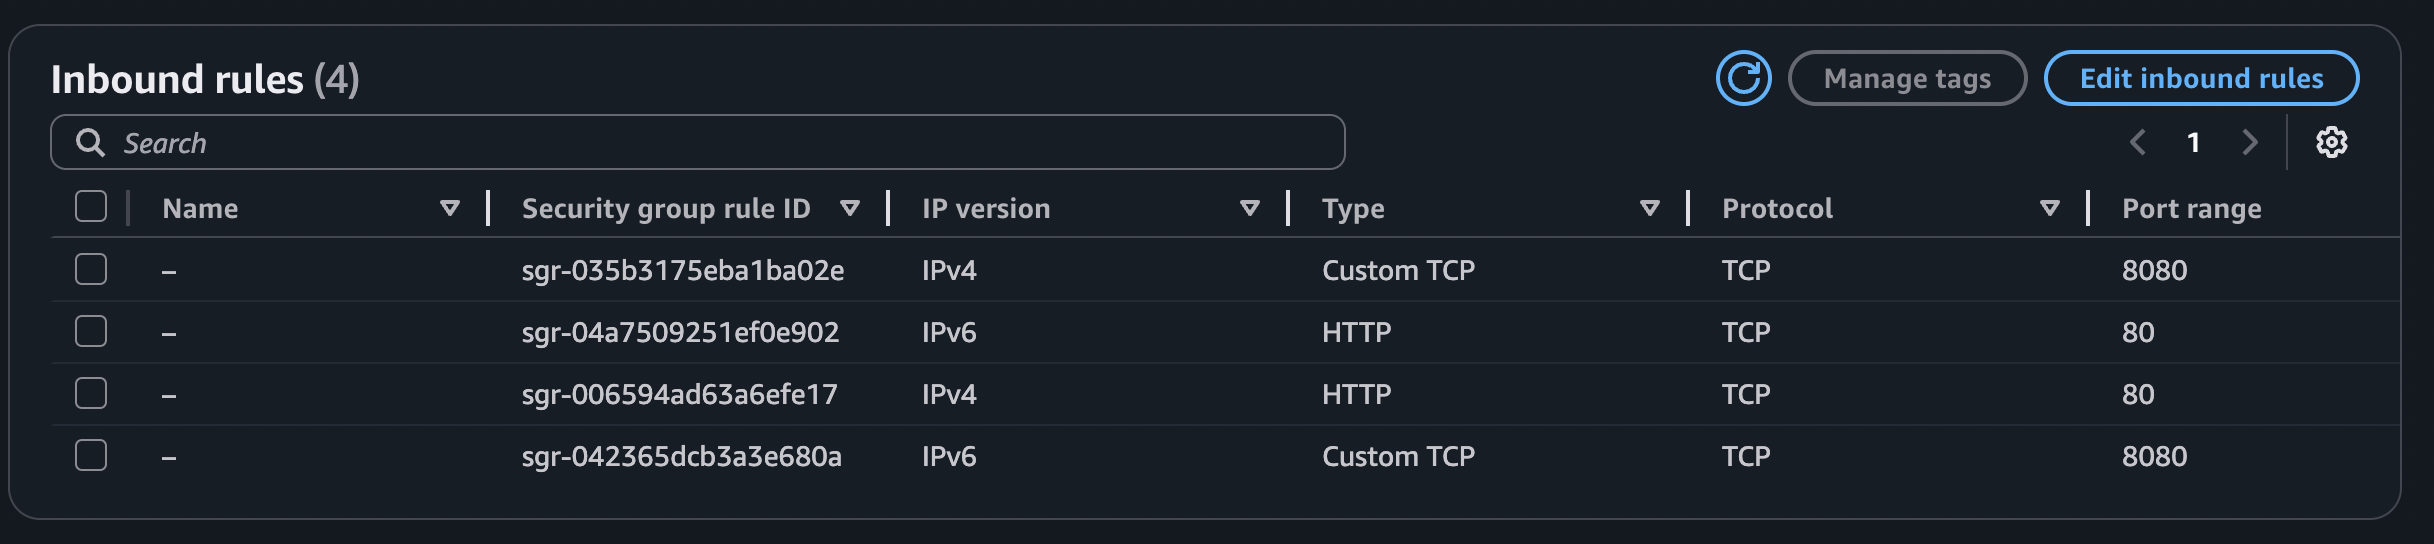 Inbound rules (4)
Manage tags
Edit inbound rules
Search
1
Name Security group rule ID IP version Type Protocol Port range
– sgr-035b3175eba1ba02e IPv4 Custom TCP TCP 8080
– sgr-04a7509251ef0e902 IPv6 HTTP TCP 80
– sgr-006594ad63a6efe17 IPv4 HTTP TCP 80
– sgr-042365dcb3a3e680a IPv6 Custom TCP TCP 8080